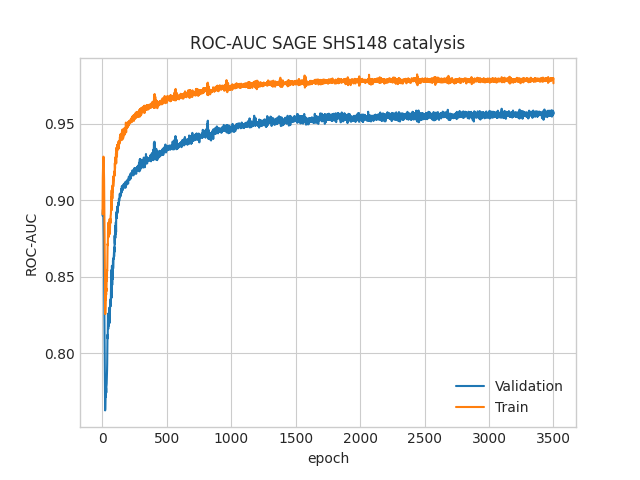 ROC-AUC SAGE SHS148 catalysis
0.95
0.90
0.85
0.80
ROC-AUC
Validation
Train
0 500 1000 1500 2000 2500 3000 3500
epoch